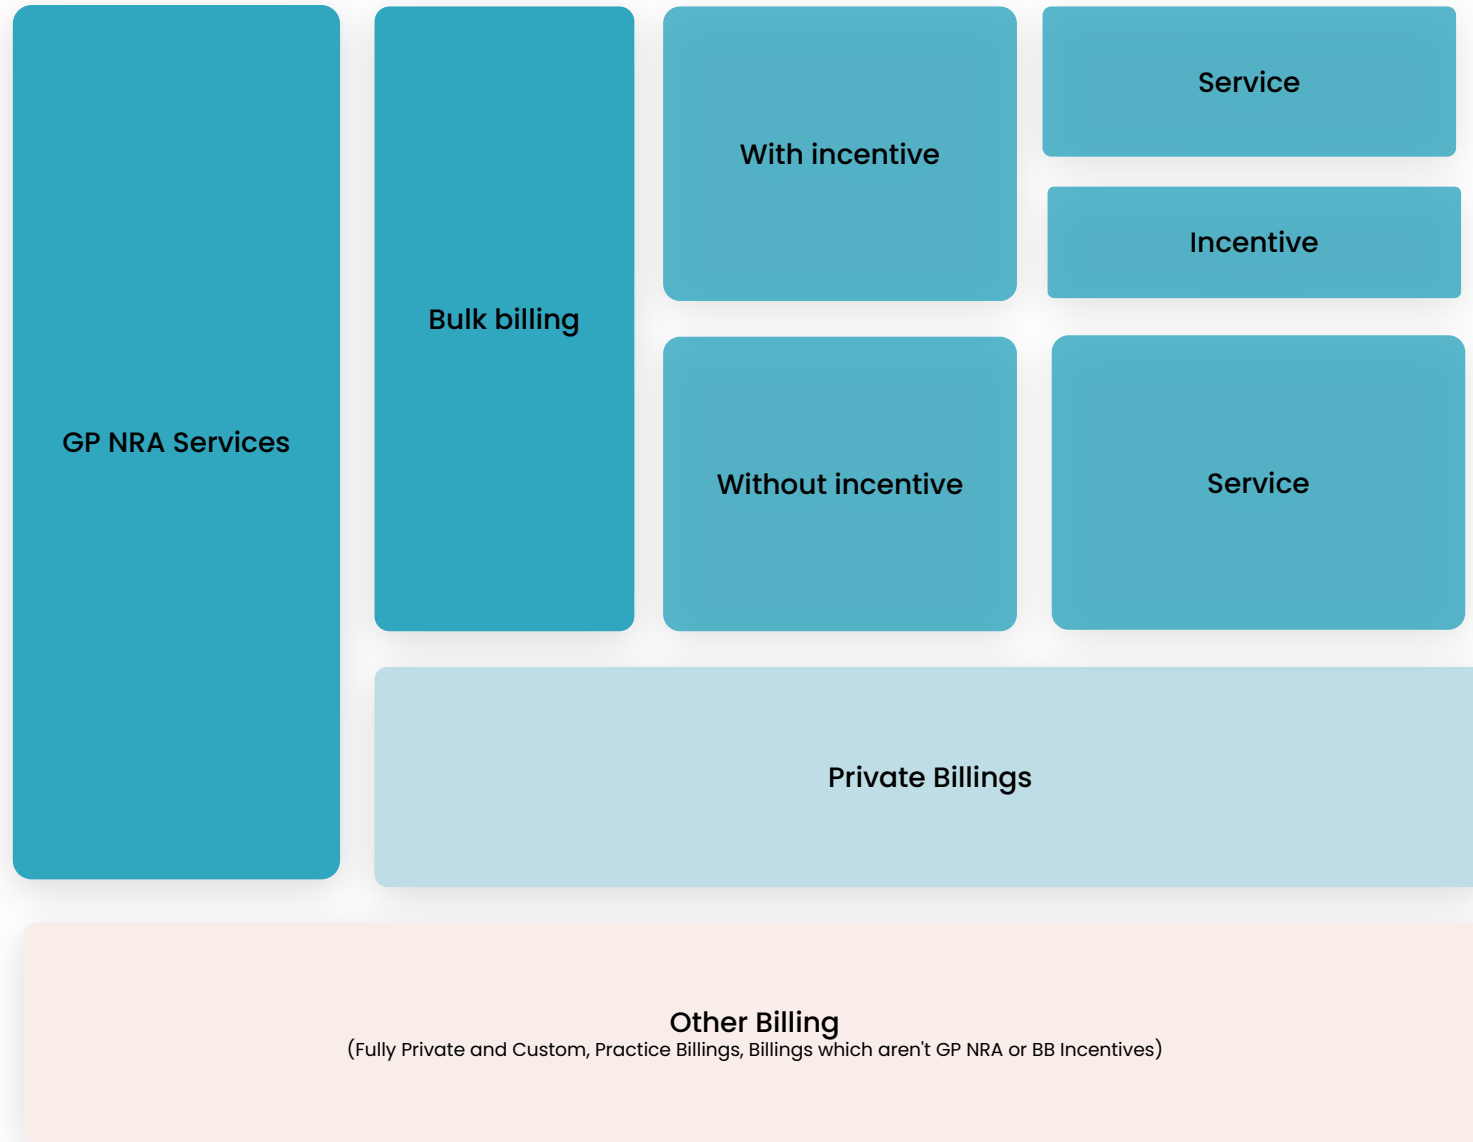 GP NRA Services
Bulk billing
With incentive
Service
Incentive
Without incentive
Service
Private Billings
Other Billing
(Fully Private and Custom, Practice Billings, Billings which aren't GP NRA or BB Incentives)